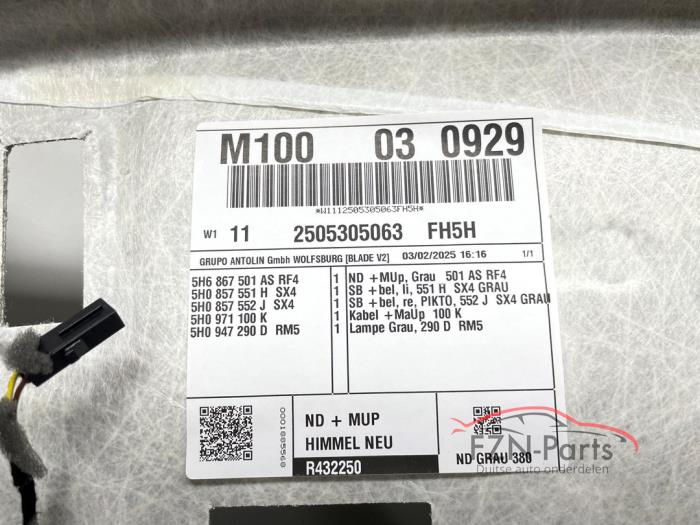 M100 03 0929
*W1112505305063FH5H*
W1 11 2505305063 FH5H
GRUPO ANTOLIN Gmbh WOLFSBURG [BLADE V2] 03/02/2025 16:16 1/1
5H6 867 501 AS RF4 1 ND +MUp, Grau 501 AS RF4
5H0 857 551 H SX4 1 SB +bel, li, 551 H SX4 GRAU
5H0 857 552 J SX4 1 SB +bel, re, PIKTO, 552 J SX4 GRAU
5H0 971 100 K 1 Kabel +MaUp 100 K
5H0 947 290 D RM5 1 Lampe Grau, 290 D RM5
0001885568
ND + MUP
HIMMEL NEU
R432250
ND GRAU 380
FZN-Parts
Duitse auto onderdelen